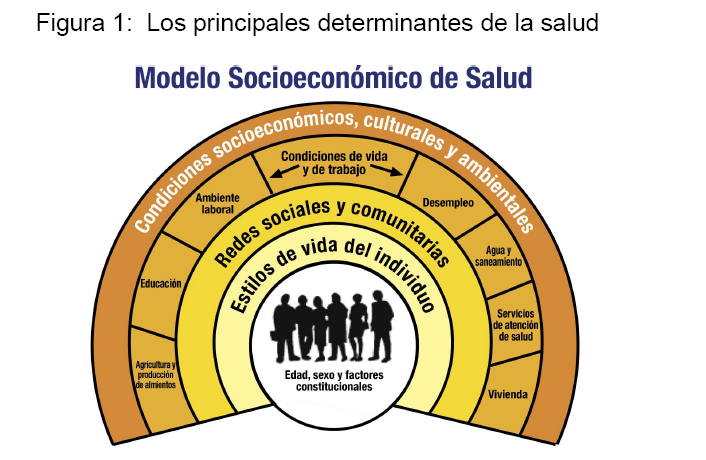 Figura 1:  Los principales determinantes de la salud
Modelo Socioeconómico de Salud
Condiciones socioeconómicos, culturales y ambientales
Condiciones de vida
y de trabajo
Ambiente
laboral
Desempleo
Redes sociales y comunitarias
Estilos de vida del individuo
Educación
Agua y
saneamiento
Servicios
de atención
de salud
Agricultura y
producción
de almientos
Vivienda
Edad, sexo y factores
constitucionales